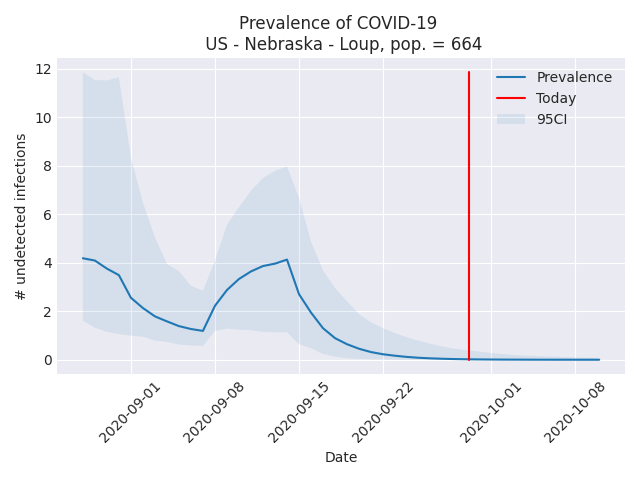 Prevalence of COVID-19
US - Nebraska - Loup, pop. = 664
12
10
8
6
4
2
0
# undetected infections
Prevalence
Today
95CI
2020-09-01
2020-09-08
2020-09-15
2020-09-22
2020-10-01
2020-10-08
Date